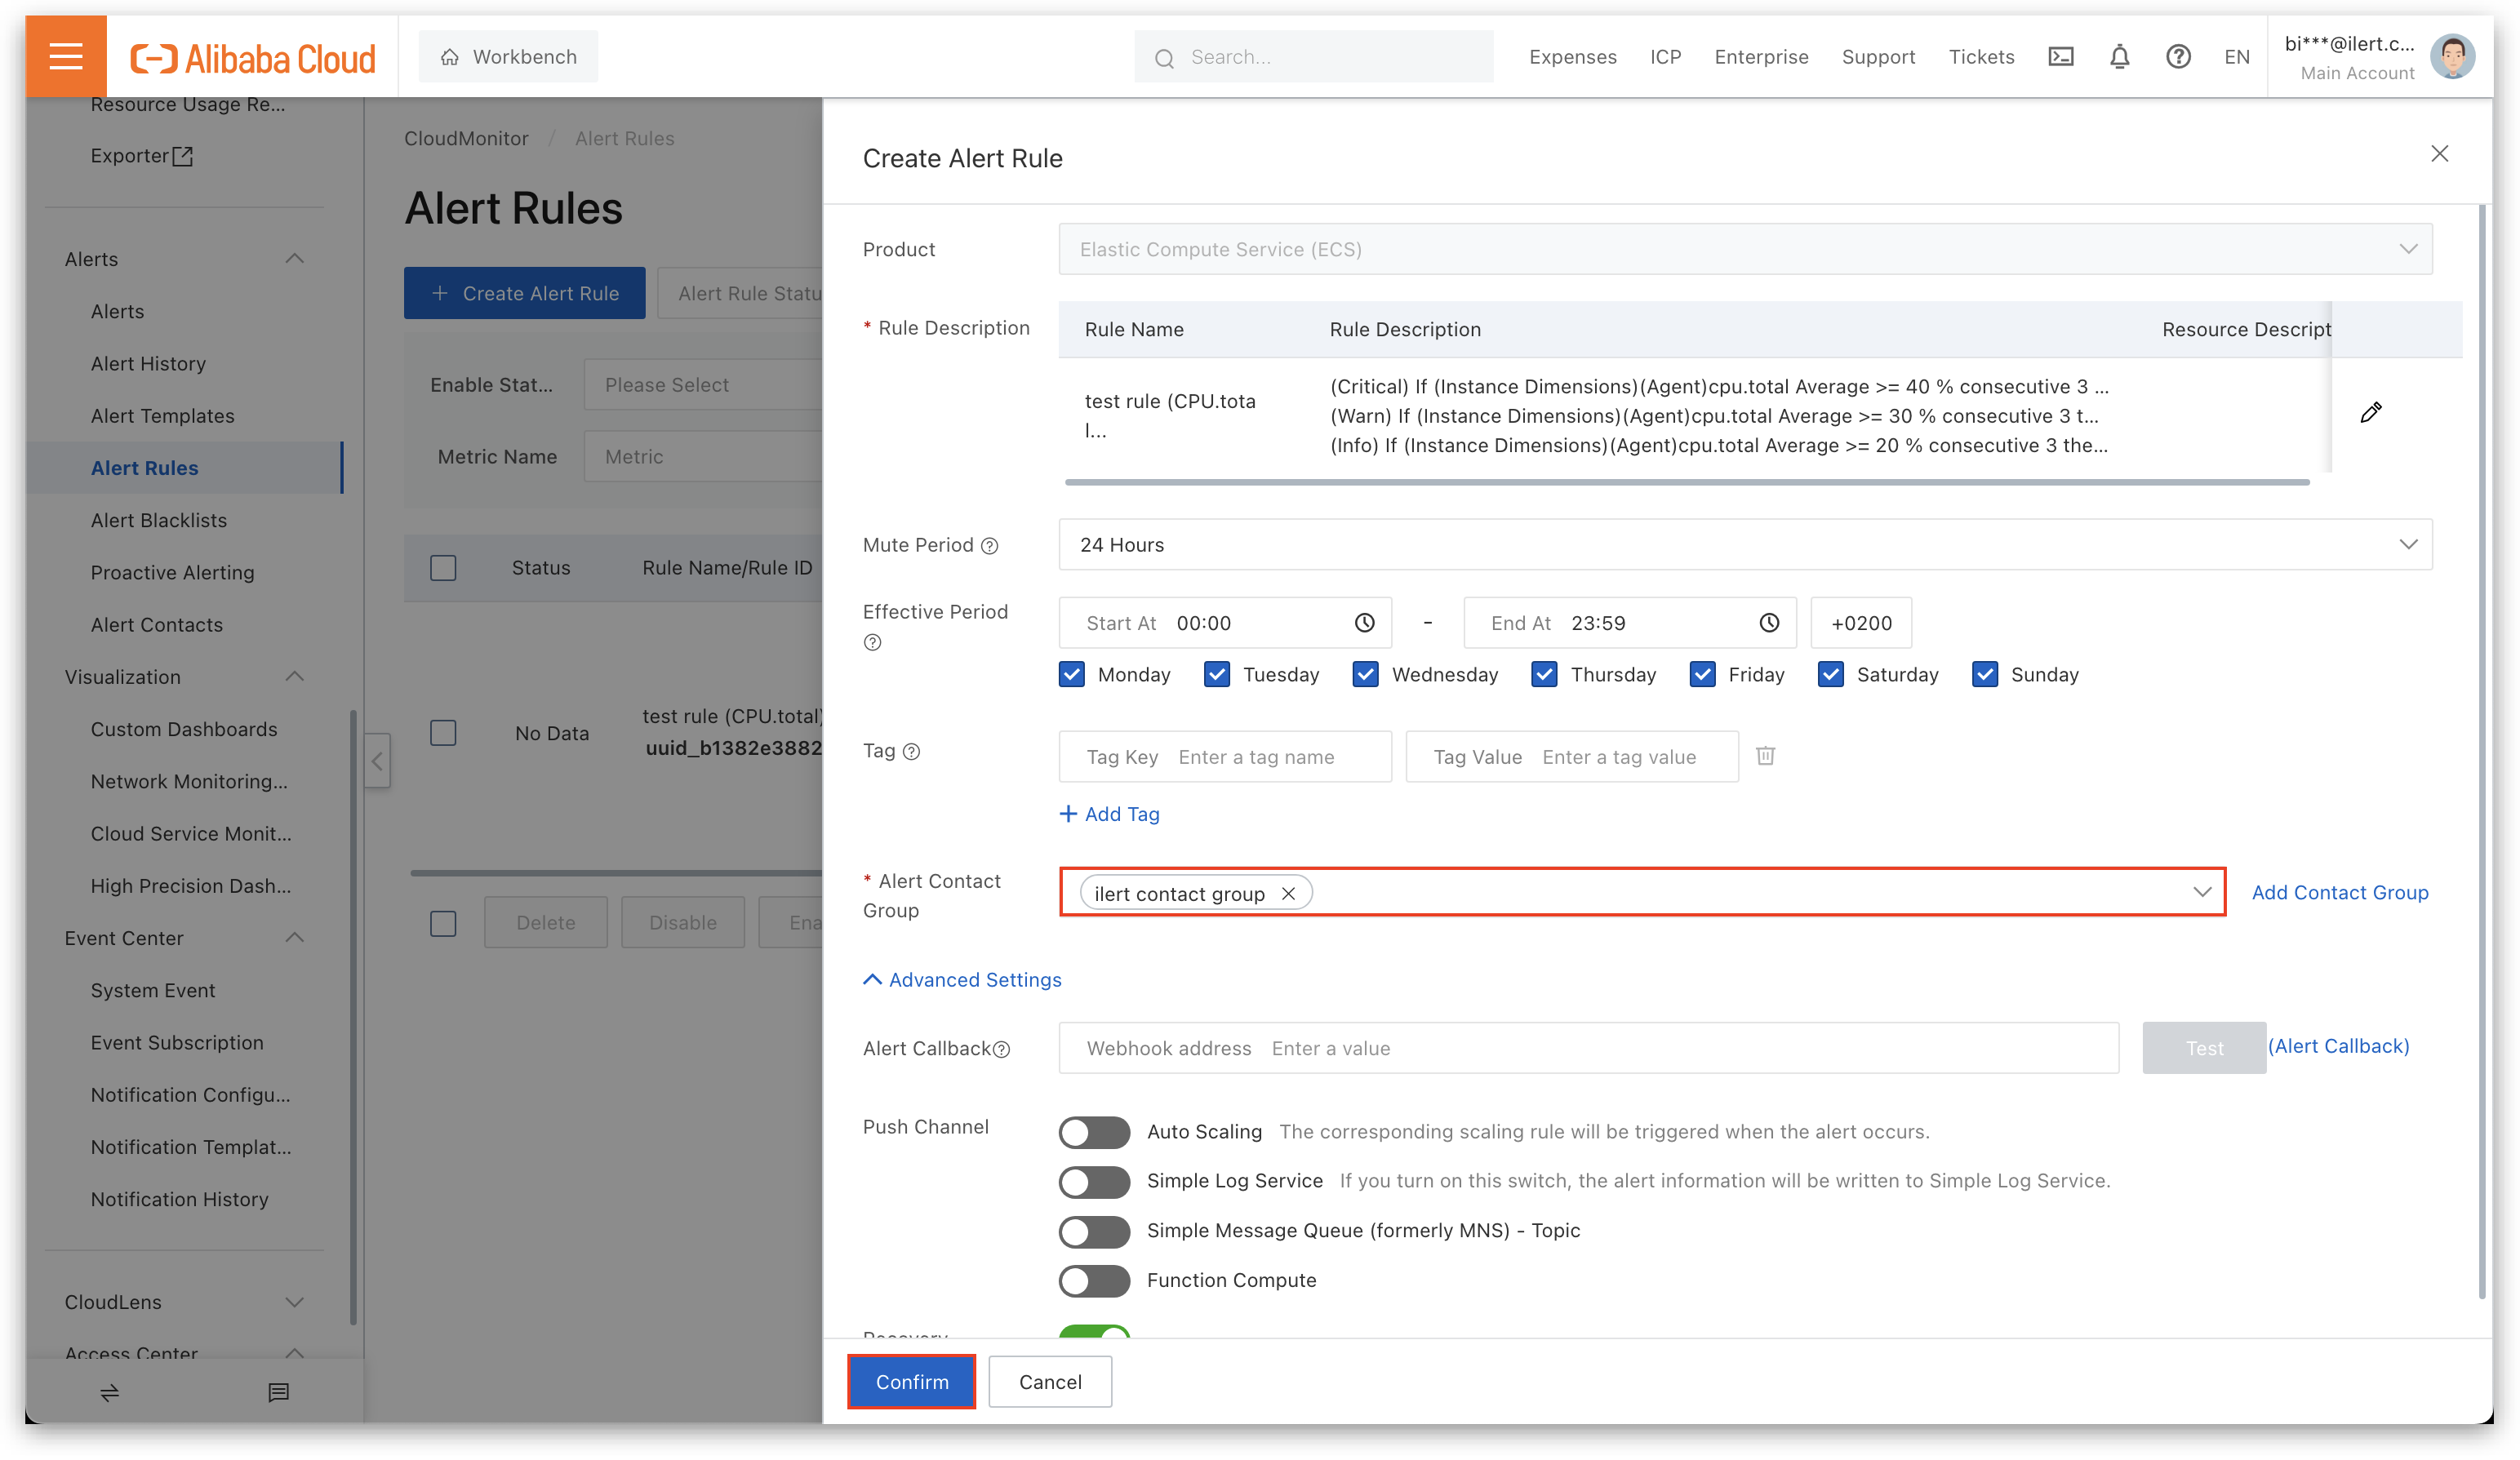 Alibaba Cloud
Workbench
Search...
Expenses
ICP
Enterprise
Support
Tickets
EN
bi***@ilert.c...
Main Account
Resource Usage Re...
Exporter
Alerts
Alerts
Alert History
Alert Templates
Alert Rules
Alert Blacklists
Proactive Alerting
Alert Contacts
Visualization
Custom Dashboards
Network Monitoring...
Cloud Service Monit...
High Precision Dash...
Event Center
System Event
Event Subscription
Notification Configu...
Notification Templat...
Notification History
CloudLens
Access Center
CloudMonitor / Alert Rules
Alert Rules
+ Create Alert Rule
Alert Rule Statu
Enable Stat...
Please Select
Metric Name
Metric
Status
Rule Name/Rule ID
No Data
test rule (CPU.total)
uuid_b1382e3882
Delete
Disable
Ena
Create Alert Rule
Product
Elastic Compute Service (ECS)
* Rule Description
Rule Name
Rule Description
Resource Descript
test rule (CPU.tota
l...
(Critical) If (Instance Dimensions)(Agent)cpu.total Average >= 40 % consecutive 3 ...
(Warn) If (Instance Dimensions)(Agent)cpu.total Average >= 30 % consecutive 3 t...
(Info) If (Instance Dimensions)(Agent)cpu.total Average >= 20 % consecutive 3 the...
Mute Period
24 Hours
Effective Period
Start At 00:00
-
End At 23:59
+0200
Monday
Tuesday
Wednesday
Thursday
Friday
Saturday
Sunday
Tag
Tag Key Enter a tag name
Tag Value Enter a tag value
+ Add Tag
* Alert Contact
Group
ilert contact group
Add Contact Group
Advanced Settings
Alert Callback
Webhook address Enter a value
Test
(Alert Callback)
Push Channel
Auto Scaling The corresponding scaling rule will be triggered when the alert occurs.
Simple Log Service If you turn on this switch, the alert information will be written to Simple Log Service.
Simple Message Queue (formerly MNS) - Topic
Function Compute
Recovery
Confirm
Cancel